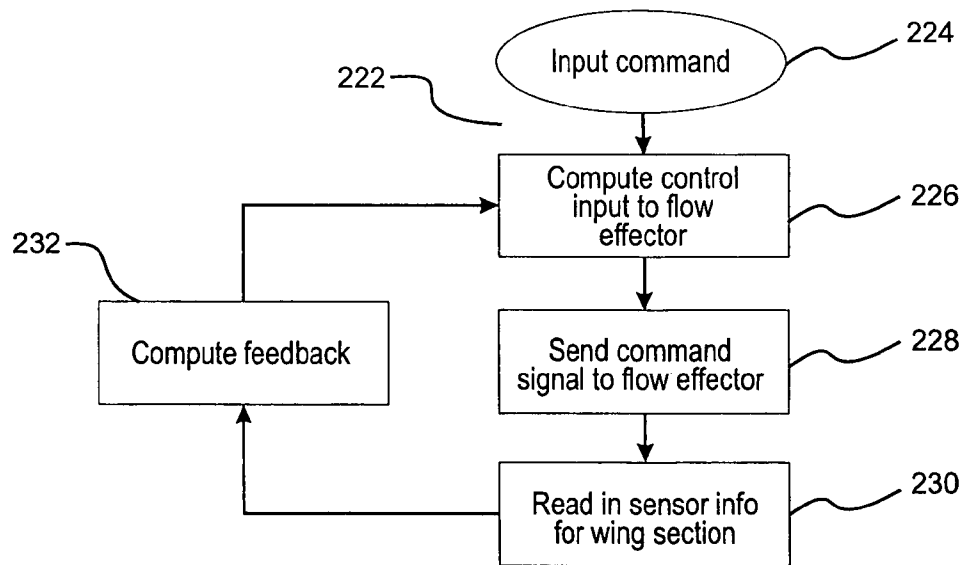 224
Input command
222
Compute control
input to flow
effector
226
232
Compute feedback
Send command
signal to flow effector
228
Read in sensor info
for wing section
230